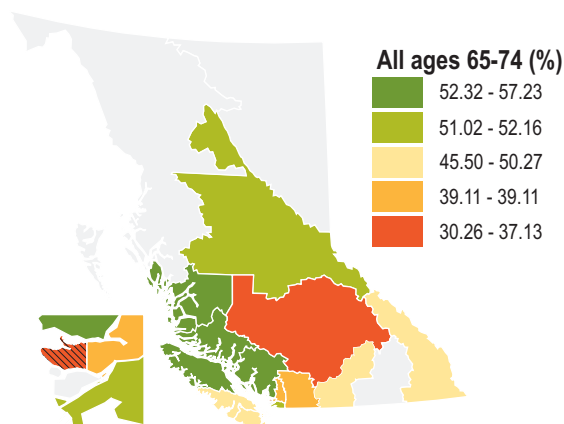 All ages 65-74 (%)
52.32 - 57.23
51.02 - 52.16
45.50 - 50.27
39.11 - 39.11
30.26 - 37.13